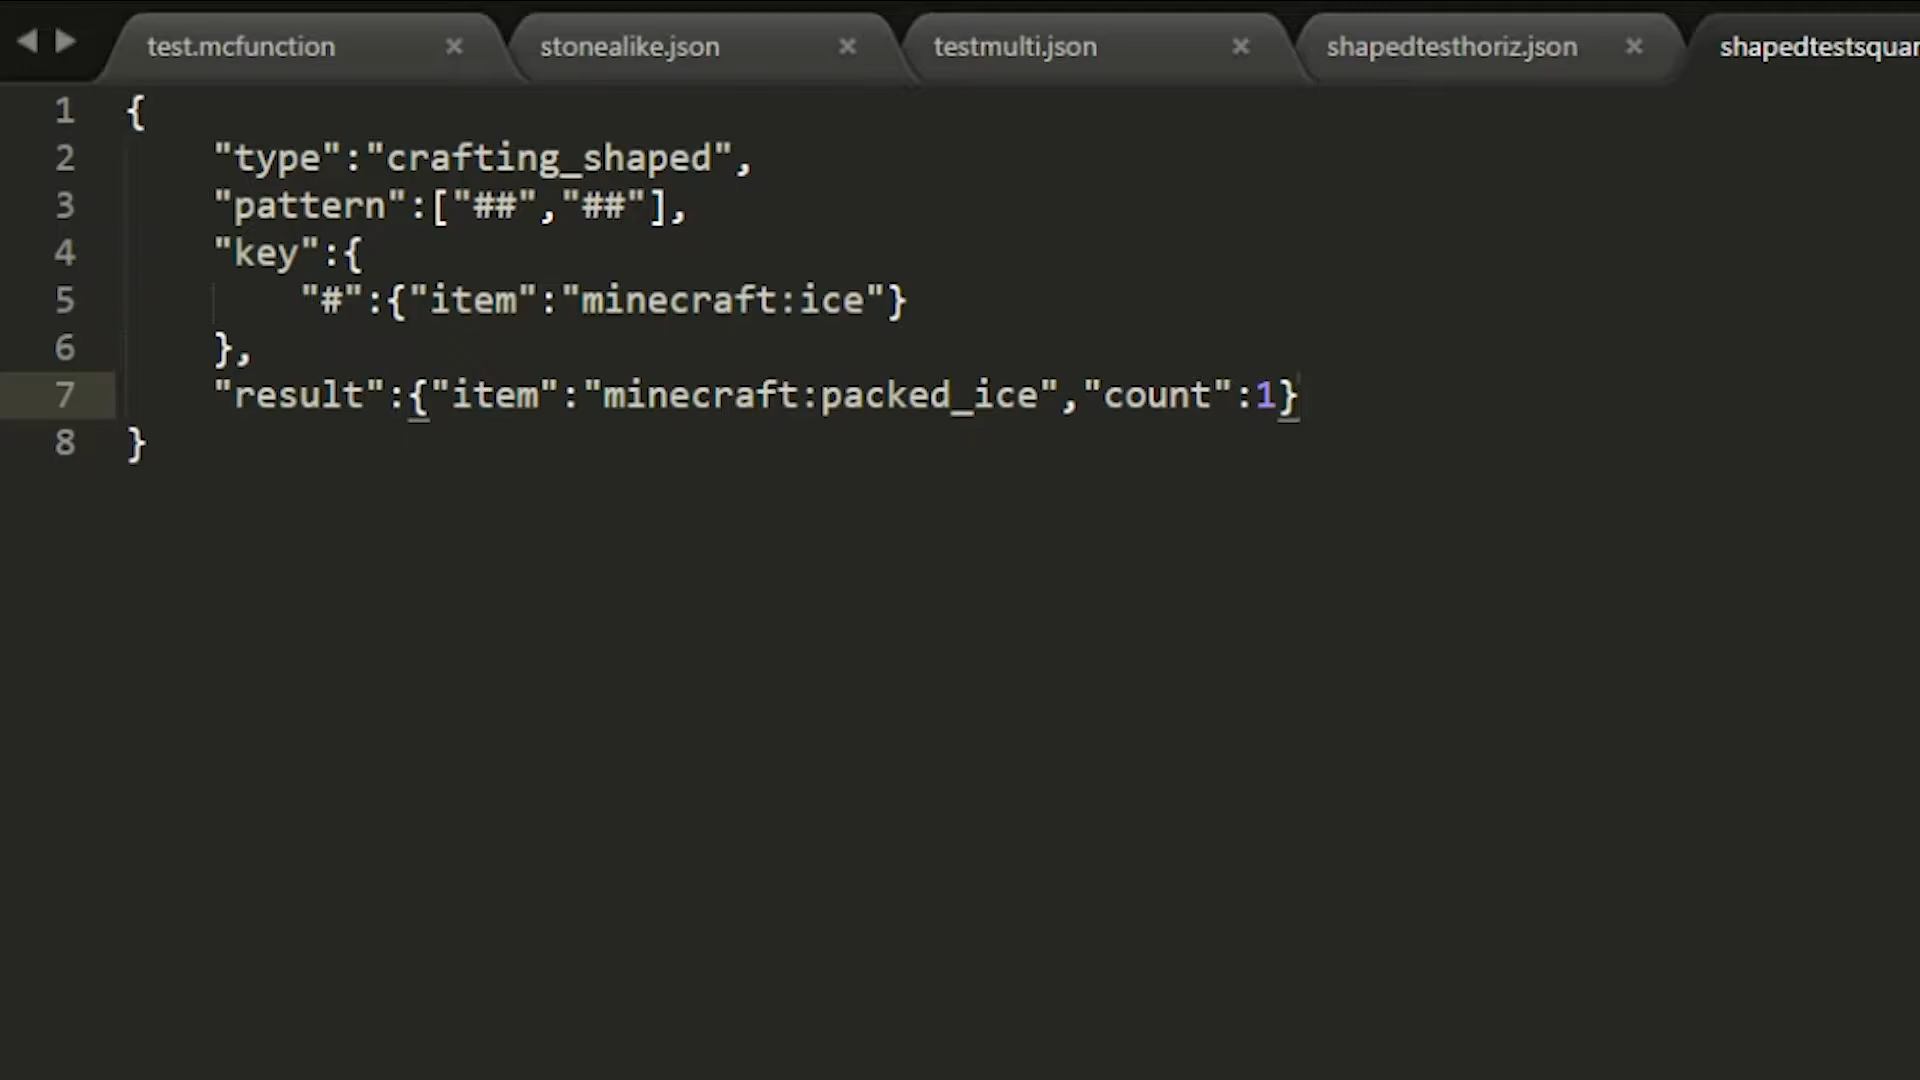 test.mcfunction × stonealike.json × testmulti.json × shapedtesthoriz.json × shapedtestsquar
1 {
2 "type":"crafting_shaped",
3 "pattern":["##","##"],
4 "key":{
5 "#":{"item":"minecraft:ice"}
6 },
7 "result":{"item":"minecraft:packed_ice","count":1}
8 }